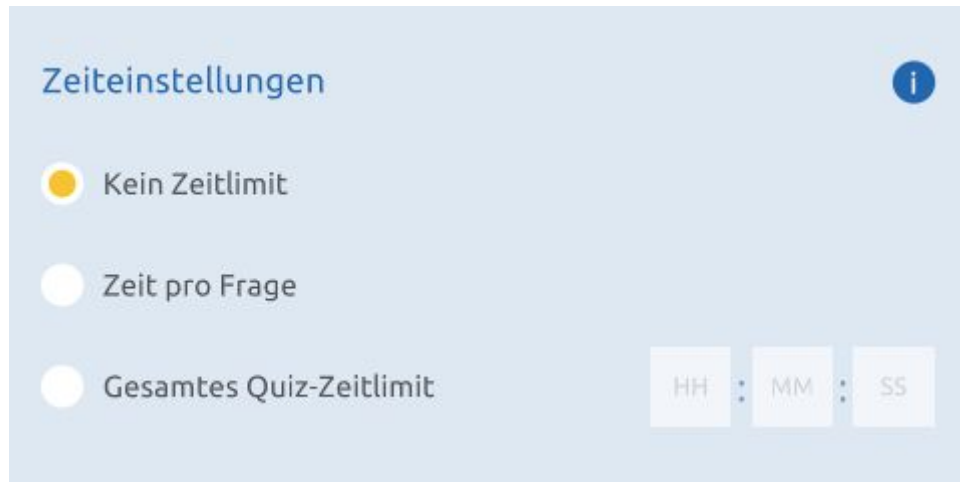 Zeiteinstellungen i
Kein Zeitlimit
Zeit pro Frage
Gesamtes Quiz-Zeitlimit HH : MM : SS